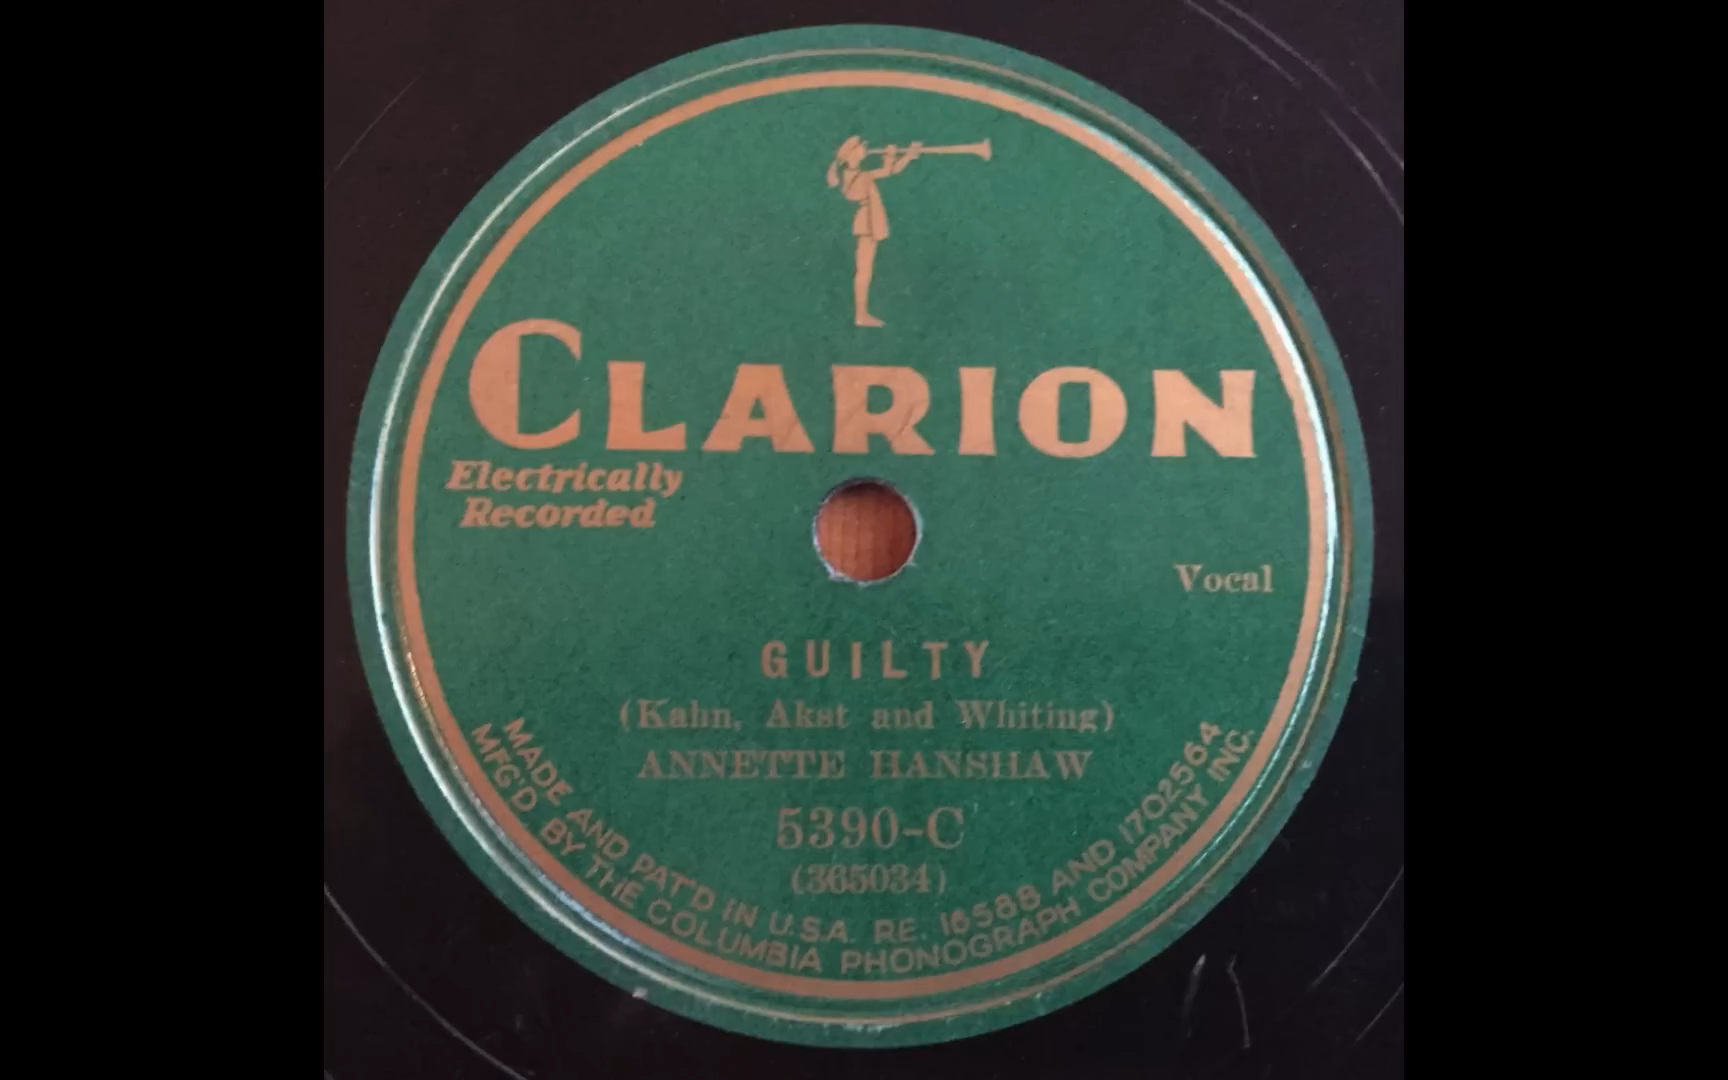 CLARION
Electrically
Recorded
Vocal
GUILTY
(Kahn, Akst and Whiting)
ANNETTE HANSHAW
5390-C
(365034)
MADE AND PAT'D IN U.S.A. RE. 16588 AND 1702564
MFG'D. BY THE COLUMBIA PHONOGRAPH COMPANY INC.